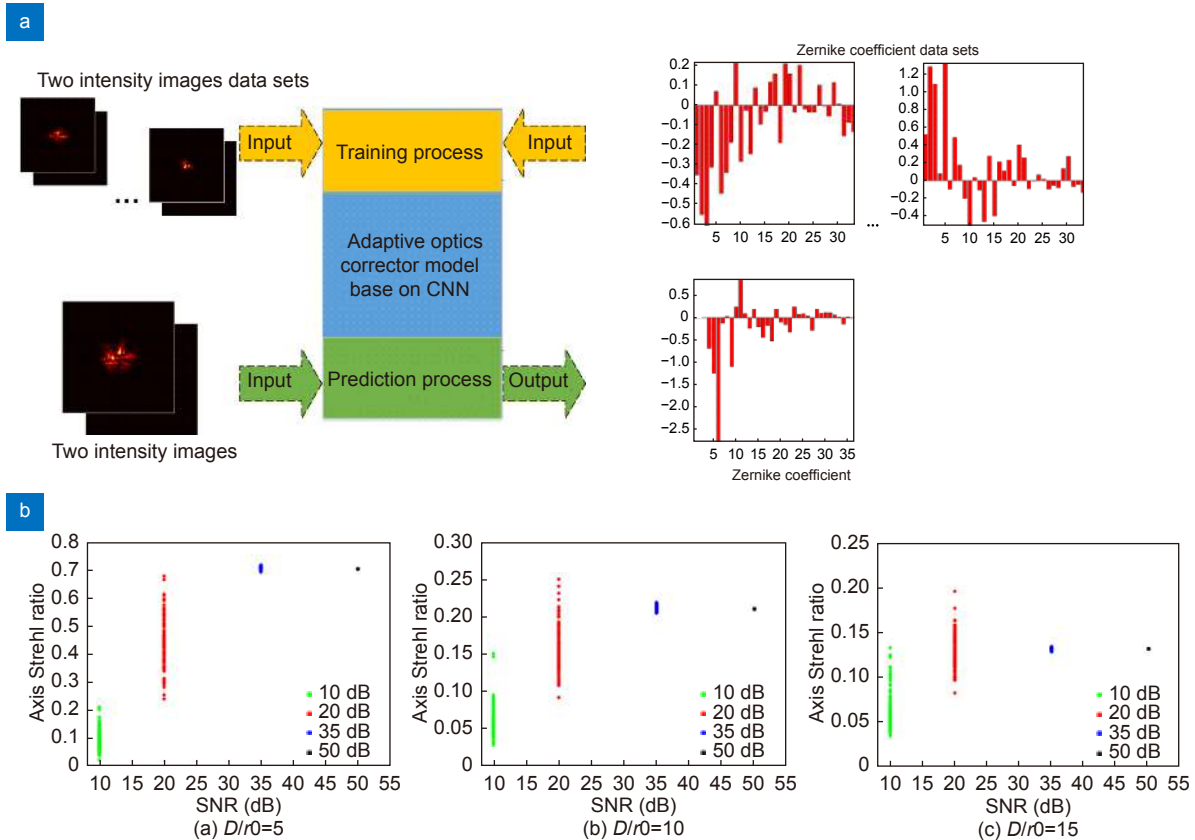 a
Two intensity images data sets
...
Input
Training process
Input
Adaptive optics
corrector model
base on CNN
Input
Prediction process
Output
Two intensity images
Zernike coefficient data sets
0.2
0.1
0
−0.1
−0.2
−0.3
−0.4
−0.5
−0.6
5 10 15 20 25 30
...
1.2
1.0
0.8
0.6
0.4
0.2
0
−0.2
−0.4
5 10 15 20 25 30
0.5
0
−0.5
−1.0
−1.5
−2.0
−2.5
5 10 15 20 25 30 35
Zernike coefficient
b
Axis Strehl ratio
0.8
0.7
0.6
0.5
0.4
0.3
0.2
0.1
0
10 dB
20 dB
35 dB
50 dB
10 15 20 25 30 35 40 45 50 55
SNR (dB)
(a) D/r0=5
Axis Strehl ratio
0.30
0.25
0.20
0.15
0.10
0.05
0
10 dB
20 dB
35 dB
50 dB
10 15 20 25 30 35 40 45 50 55
SNR (dB)
(b) D/r0=10
Axis Strehl ratio
0.25
0.20
0.15
0.10
0.05
0
10 dB
20 dB
35 dB
50 dB
10 15 20 25 30 35 40 45 50 55
SNR (dB)
(c) D/r0=15